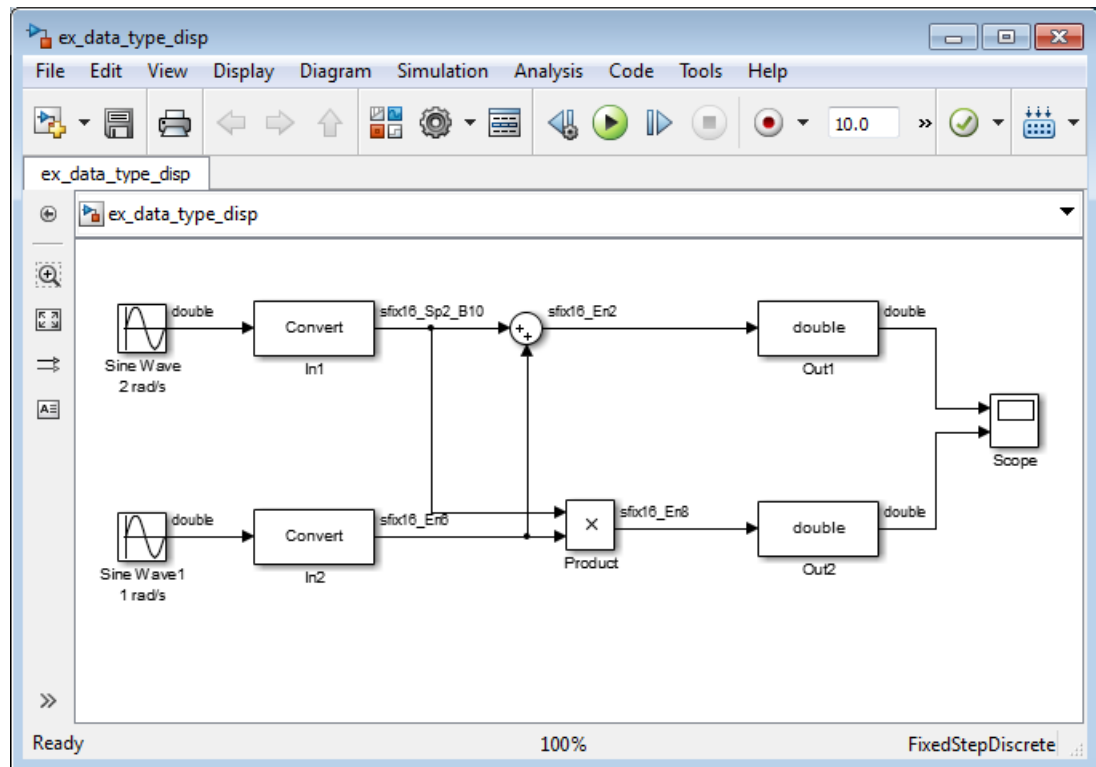 ex_data_type_disp
File Edit View Display Diagram Simulation Analysis Code Tools Help
10.0 »
ex_data_type_disp
ex_data_type_disp
double sfix16_Sp2_B10 sfix16_En2 double
Convert ++ double
Sine Wave In1 Out1
2 rad/s
Scope
double sfix16_En6 sfix16_En8 double
Convert × double
Sine Wave1 In2 Product Out2
1 rad/s
»
Ready 100% FixedStepDiscrete